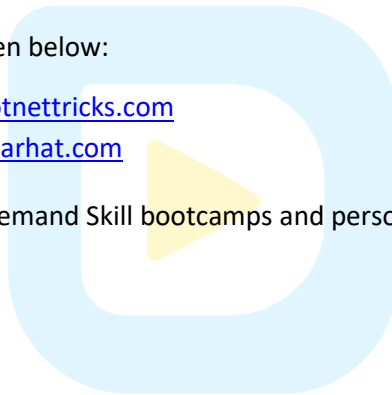 en below:
otnettricks.com
arhat.com
emand Skill bootcamps and perso